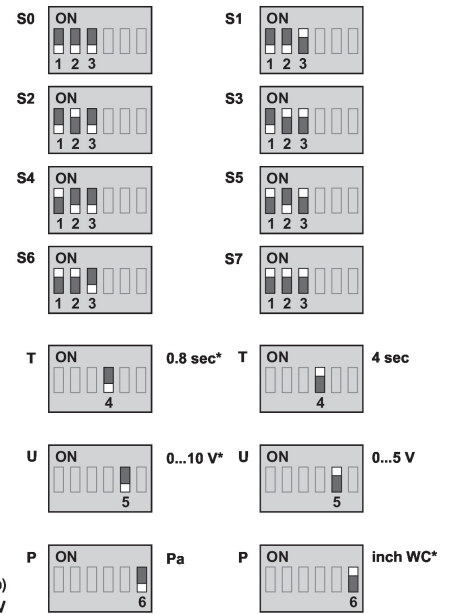 S0 ON S1 ON
1 2 3 1 2 3
S2 ON S3 ON
1 2 3 1 2 3
S4 ON S5 ON
1 2 3 1 2 3
S6 ON S7 ON
1 2 3 1 2 3
T ON 0.8 sec* T ON 4 sec
4 4
U ON 0...10 V* U ON 0...5 V
5 5
P ON Pa P ON inch WC*
6 6